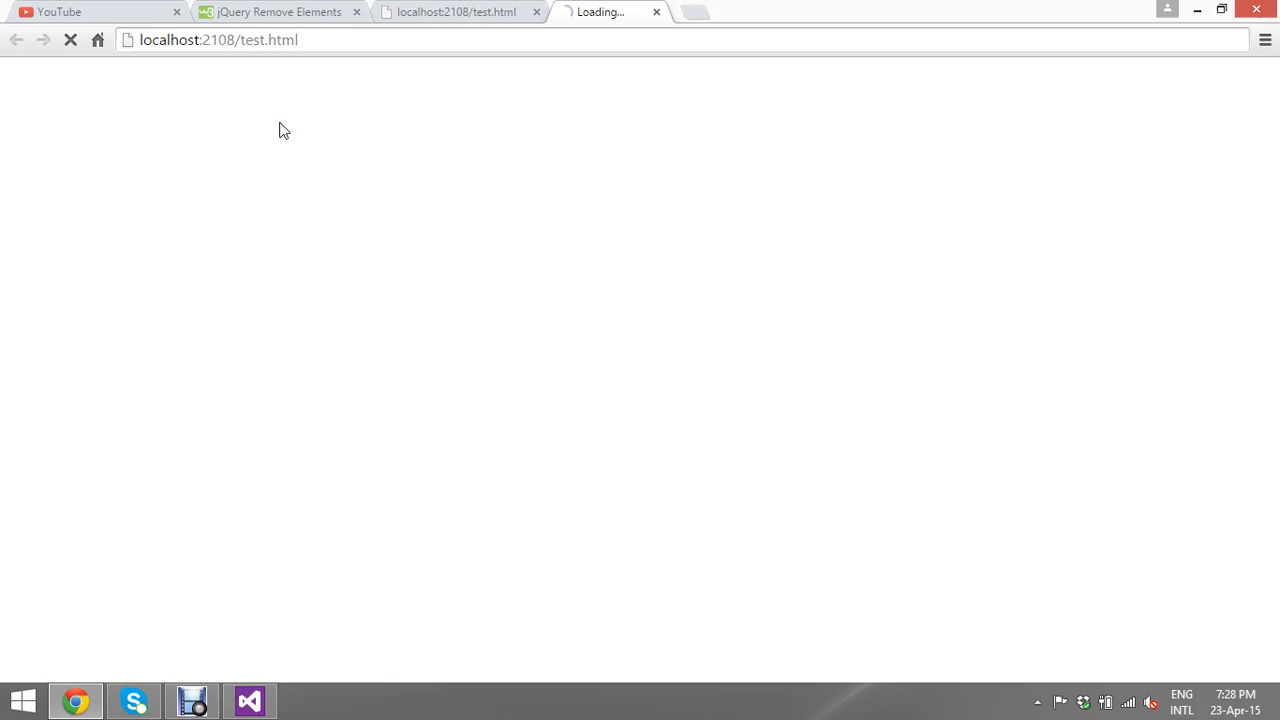 YouTube
jQuery Remove Elements
localhost:2108/test.html
Loading...
localhost:2108/test.html
ENG
INTL
7:28 PM
23-Apr-15